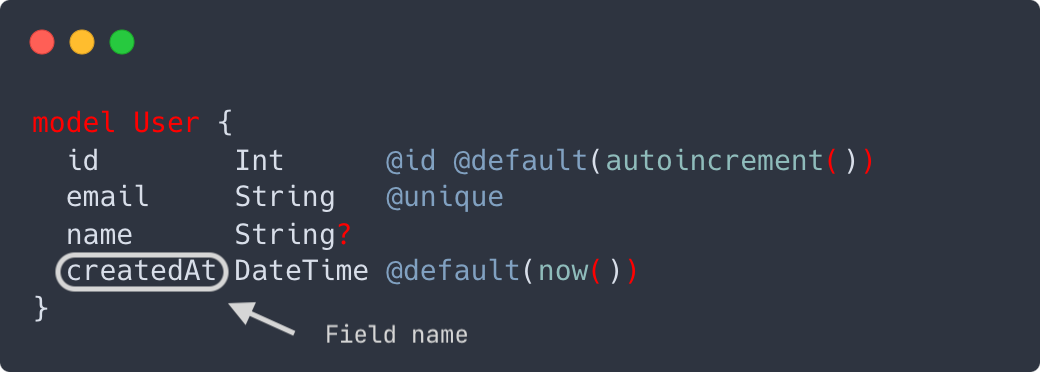 model User {
  id        Int      @id @default(autoincrement())
  email     String   @unique
  name      String?
  createdAt DateTime @default(now())
}
Field name